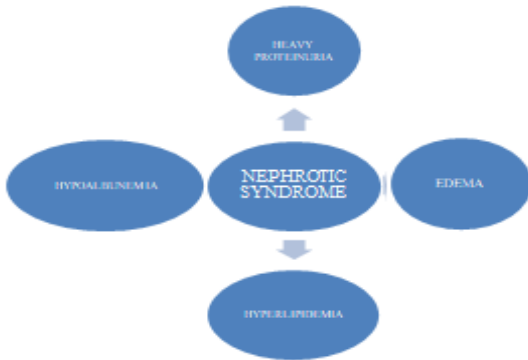 HEAVY
PROTEINURIA
HYPOALBUNEMIA
NEPHROTIC
SYNDROME
EDEMA
HYPERLIPIDEMIA